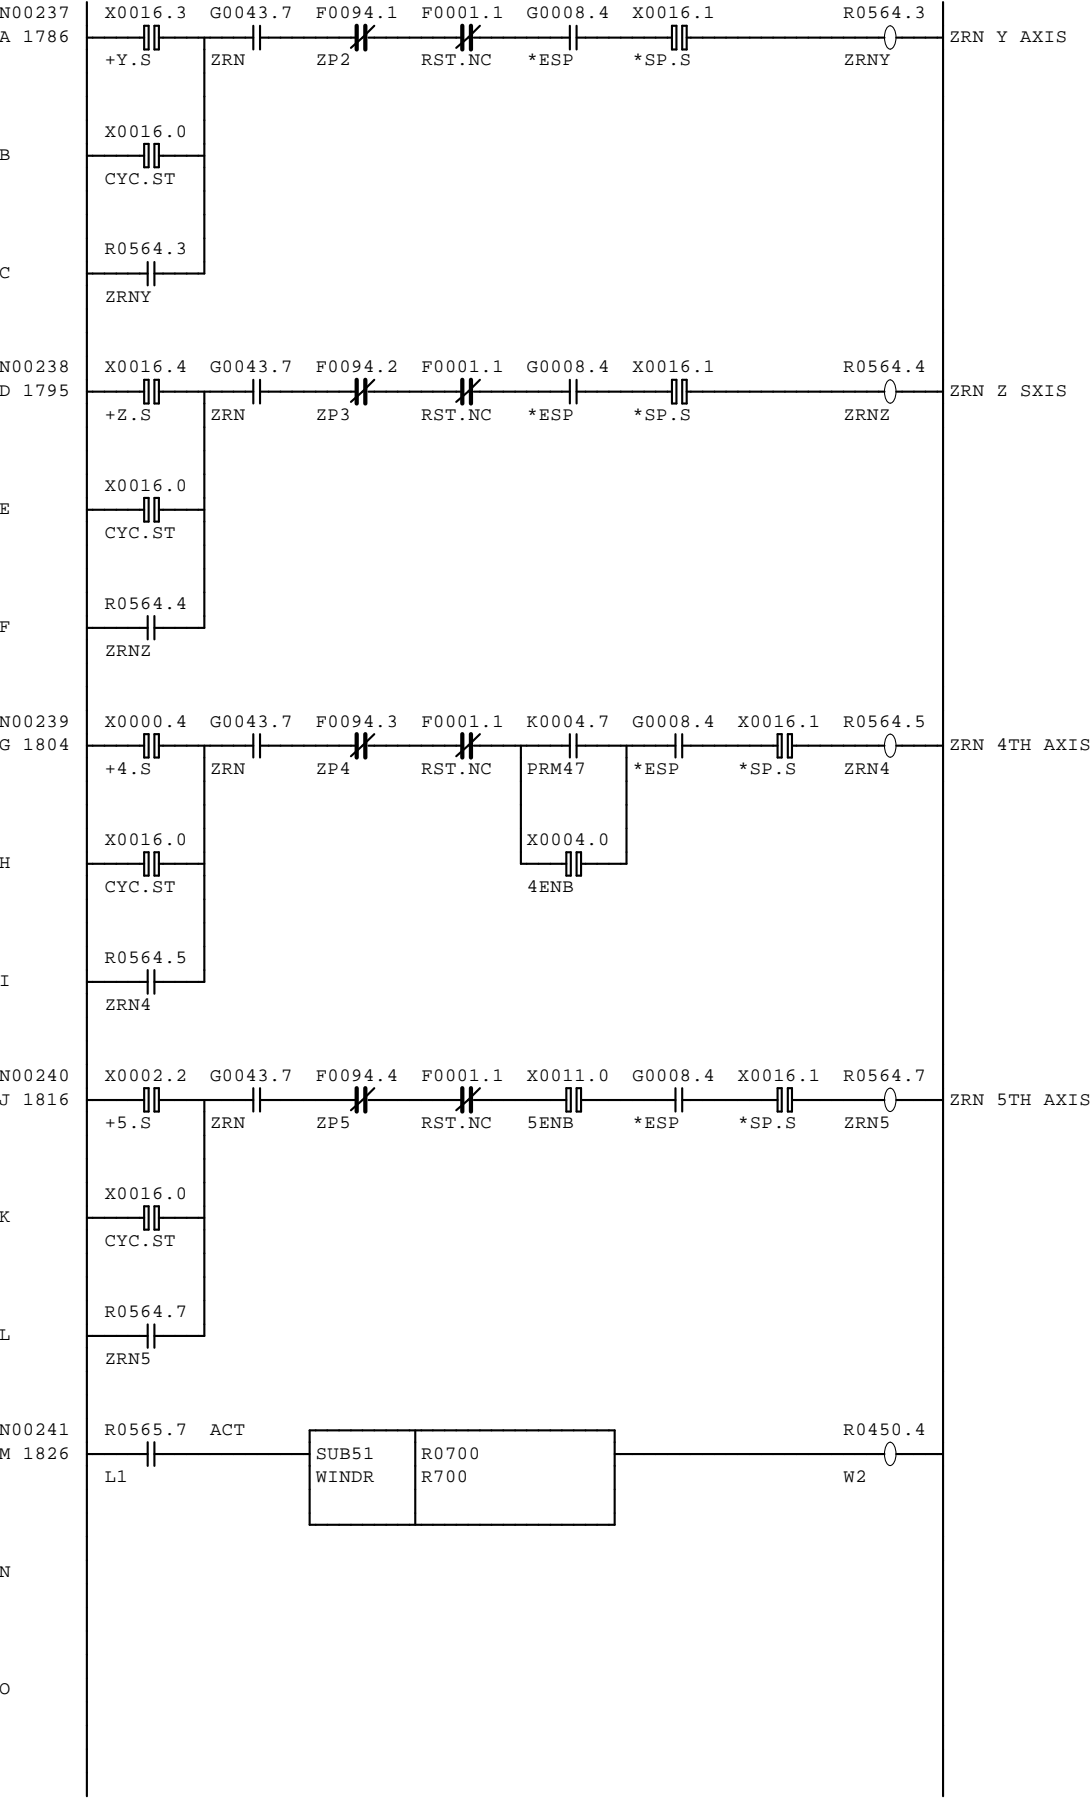 N00237 X0016.3 G0043.7 F0094.1 F0001.1 G0008.4 X0016.1 R0564.3
A 1786 ZRN Y AXIS
+Y.S ZRN ZP2 RST.NC *ESP *SP.S ZRNY
X0016.0
B
CYC.ST
R0564.3
C
ZRNY
N00238 X0016.4 G0043.7 F0094.2 F0001.1 G0008.4 X0016.1 R0564.4
D 1795 ZRN Z SXIS
+Z.S ZRN ZP3 RST.NC *ESP *SP.S ZRNZ
X0016.0
E
CYC.ST
R0564.4
F
ZRNZ
N00239 X0000.4 G0043.7 F0094.3 F0001.1 K0004.7 G0008.4 X0016.1 R0564.5
G 1804 ZRN 4TH AXIS
+4.S ZRN ZP4 RST.NC PRM47 *ESP *SP.S ZRN4
X0016.0 X0004.0
H
CYC.ST 4ENB
R0564.5
I
ZRN4
N00240 X0002.2 G0043.7 F0094.4 F0001.1 X0011.0 G0008.4 X0016.1 R0564.7
J 1816 ZRN 5TH AXIS
+5.S ZRN ZP5 RST.NC 5ENB *ESP *SP.S ZRN5
X0016.0
K
CYC.ST
R0564.7
L
ZRN5
N00241 R0565.7 ACT R0450.4
M 1826 SUB51 R0700
L1 WINDR R700 W2
N
O